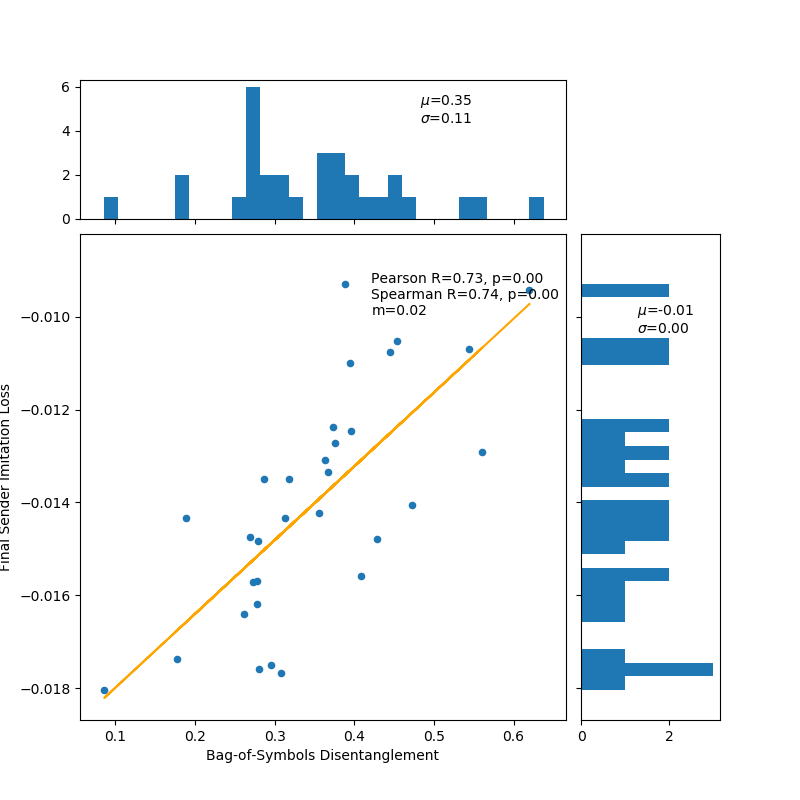 6
4
2
0
μ=0.35
σ=0.11
Pearson R=0.73, p=0.00
Spearman R=0.74, p=0.00
m=0.02
μ=-0.01
σ=0.00
−0.010
−0.012
−0.014
−0.016
−0.018
Final Sender Imitation Loss
0.1 0.2 0.3 0.4 0.5 0.6
0 2
Bag-of-Symbols Disentanglement